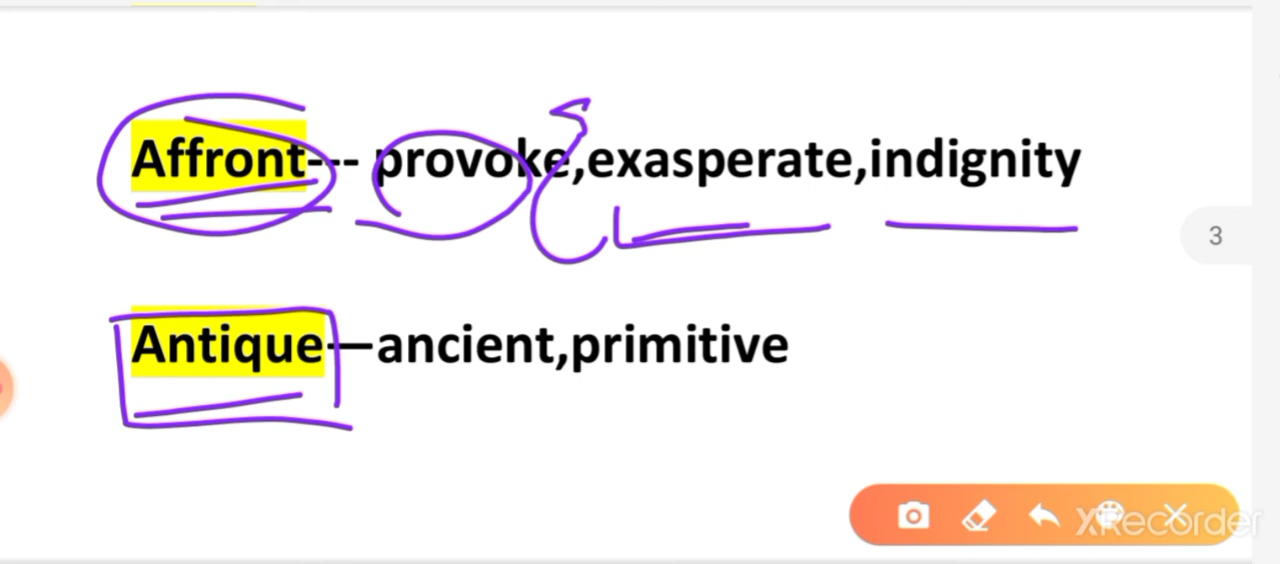 Affront--- provoke,exasperate,indignity
3
Antique—ancient,primitive
XRecorder